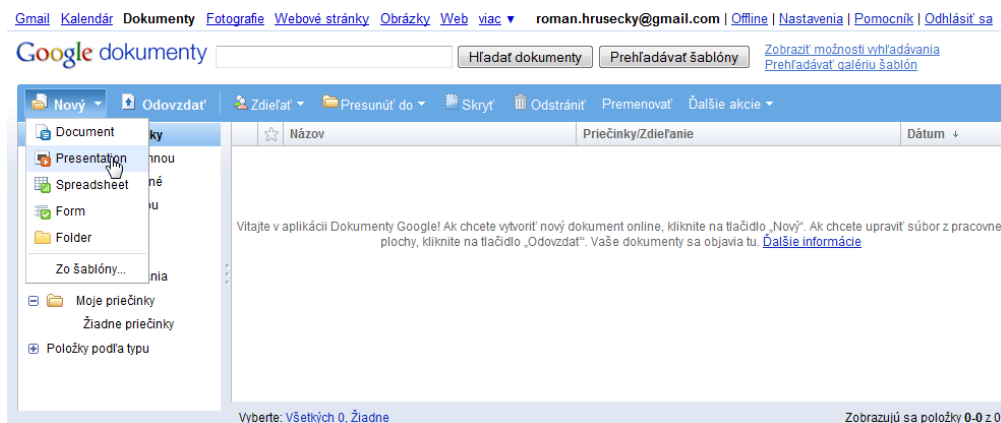 Gmail Kalendár Dokumenty Fotografie Webové stránky Obrázky Web viac ▼ roman.hrusecky@gmail.com | Offline | Nastavenia | Pomocník | Odhlásiť sa
Google dokumenty Hľadať dokumenty Prehľadávať šablóny
Zobraziť možnosti vyhľadávania
Prehľadávať galériu šablón
Nový Odovzdať Zdieľať Presunúť do Skryť Odstrániť Premenovať Ďalšie akcie
Document
Presentation
Spreadsheet
Form
Folder
Zo šablóny...
ky
hnou
né
u
nia
Moje priečinky
Žiadne priečinky
Položky podľa typu
Názov Priečinky/Zdieľanie Dátum ↓
Vitajte v aplikácii Dokumenty Google! Ak chcete vytvoriť nový dokument online, kliknite na tlačidlo „Nový“. Ak chcete upraviť súbor z pracovne
plochy, kliknite na tlačidlo „Odovzdať“. Vaše dokumenty sa objavia tu. Ďalšie informácie
Vyberte: Všetkých 0, Žiadne Zobrazujú sa položky 0-0 z 0